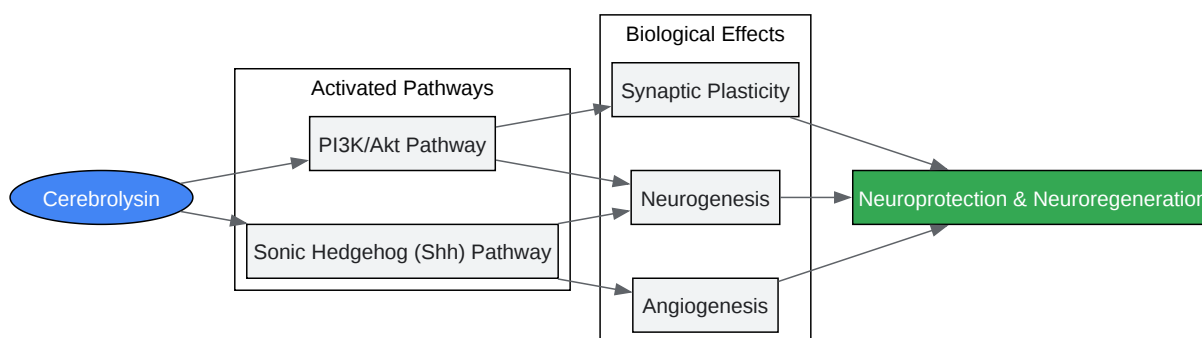 Biological Effects
Activated Pathways
Synaptic Plasticity
PI3K/Akt Pathway
Cerebrolysin
Neurogenesis
Neuroprotection & Neuroregeneration
Sonic Hedgehog (Shh) Pathway
Angiogenesis